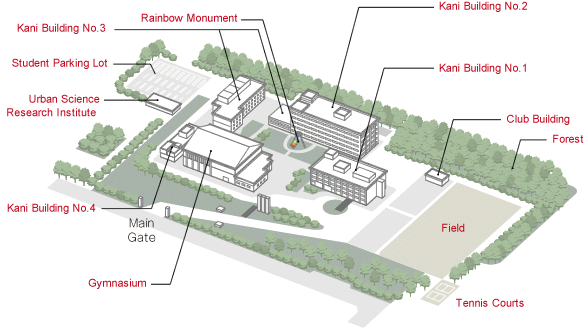 Rainbow Monument
Kani Building No.2
Kani Building No.3
Student Parking Lot
Kani Building No.1
Urban Science
Research Institute
Club Building
Forest
Kani Building No.4
Main
Gate
Field
Gymnasium
Tennis Courts